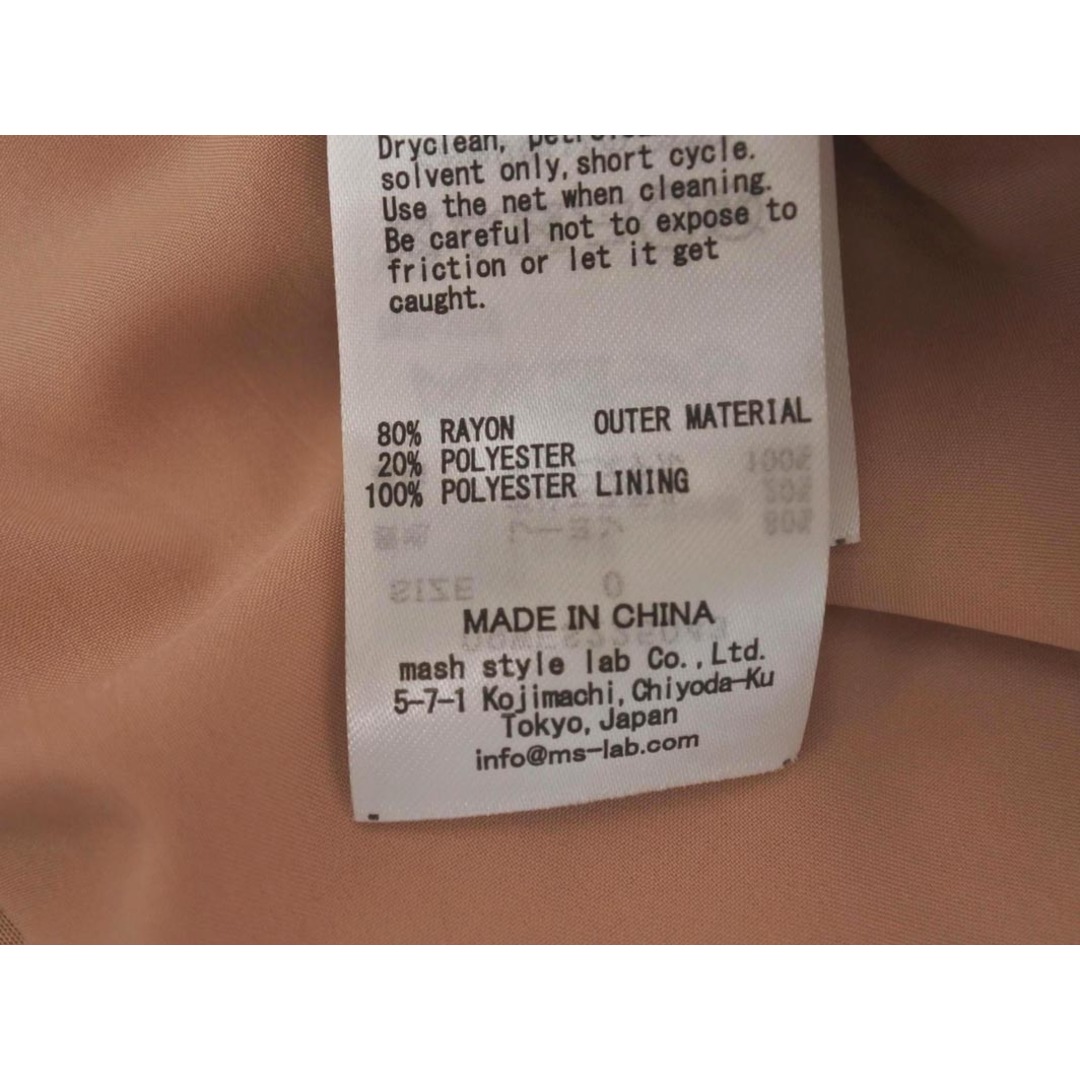 Dryclean, petroleum
solvent only, short cycle.
Use the net when cleaning.
Be careful not to expose to
friction or let it get
caught.
80% RAYON OUTER MATERIAL
20% POLYESTER
100% POLYESTER LINING
MADE IN CHINA
mash style lab Co.,Ltd.
5-7-1 Kojimachi, Chiyoda-Ku
Tokyo, Japan
info@ms-lab.com